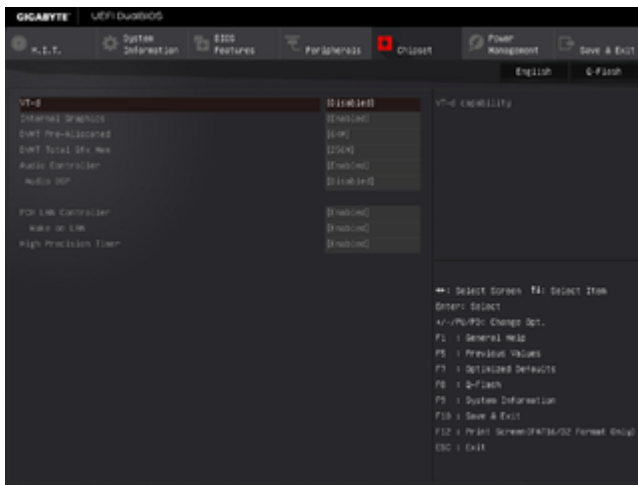 GIGABYTE UEFI DualBIOS
M.I.T. System Information BIOS Features Peripherals Chipset Power Management Save & Exit
English Q-Flash
VT-d [Disabled]
Internal Graphics [Enabled]
DVMT Pre-Allocated [64M]
DVMT Total Gfx Mem [256M]
Audio Controller [Enabled]
Audio DSP [Disabled]
PCH LAN Controller [Enabled]
Wake on LAN [Enabled]
High Precision Timer [Enabled]
VT-d capability
: Select Screen ↑↓: Select Item
Enter: Select
+/-/PU/PD: Change Opt.
F1 : General Help
F5 : Previous Values
F7 : Optimized Defaults
F8 : Q-Flash
F9 : System Information
F10 : Save & Exit
F12 : Print Screen(FAT16/32 Format Only)
ESC : Exit